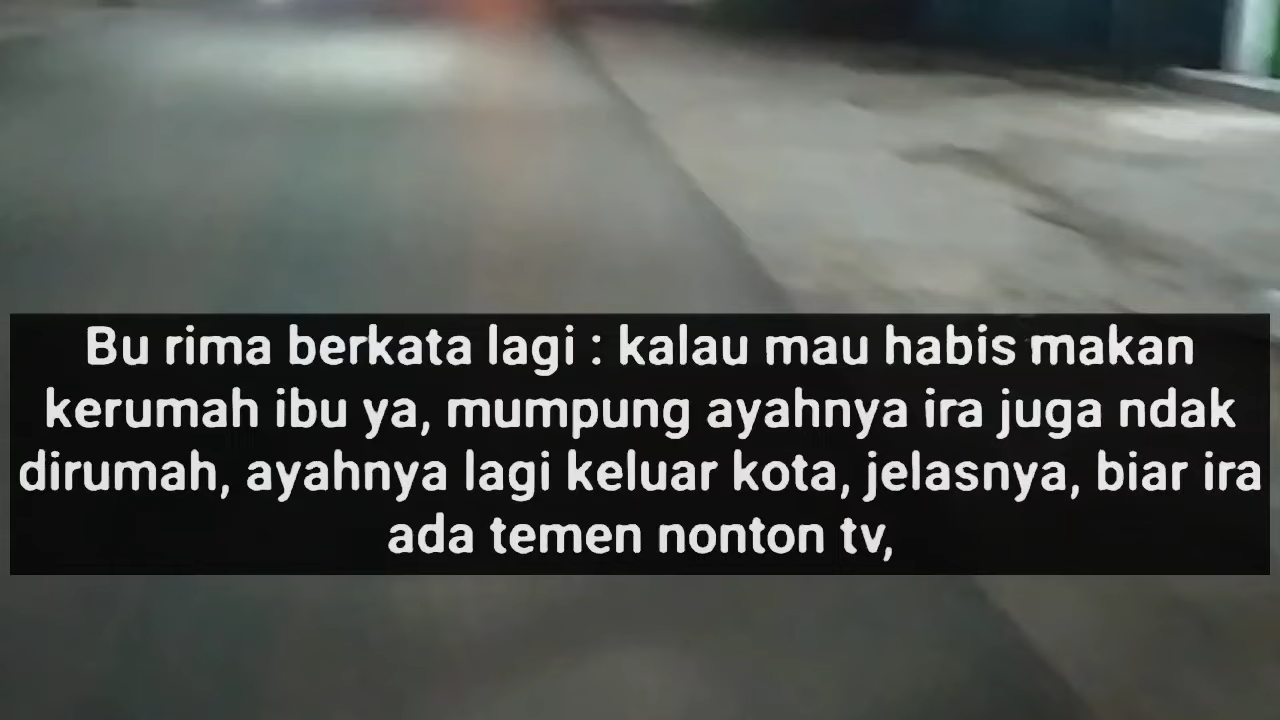 Bu rima berkata lagi : kalau mau habis makan
kerumah ibu ya, mumpung ayahnya ira juga ndak
dirumah, ayahnya lagi keluar kota, jelasnya, biar ira
ada temen nonton tv,